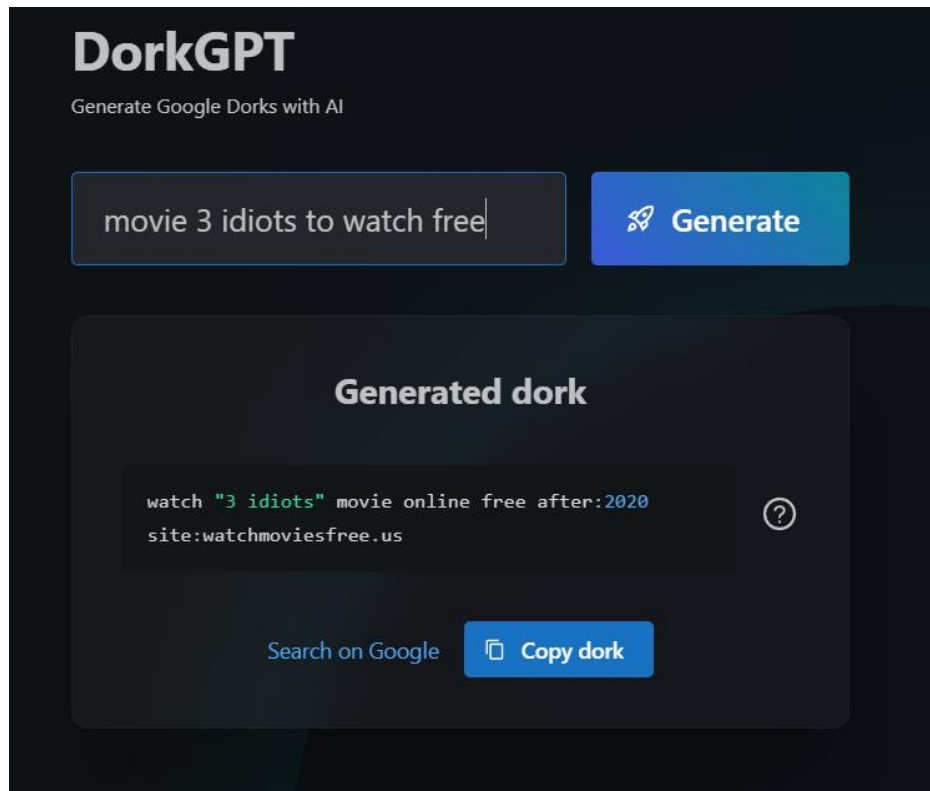 DorkGPT
Generate Google Dorks with AI
movie 3 idiots to watch free
Generate
Generated dork
watch "3 idiots" movie online free after:2020
site:watchmoviesfree.us
Search on Google
Copy dork